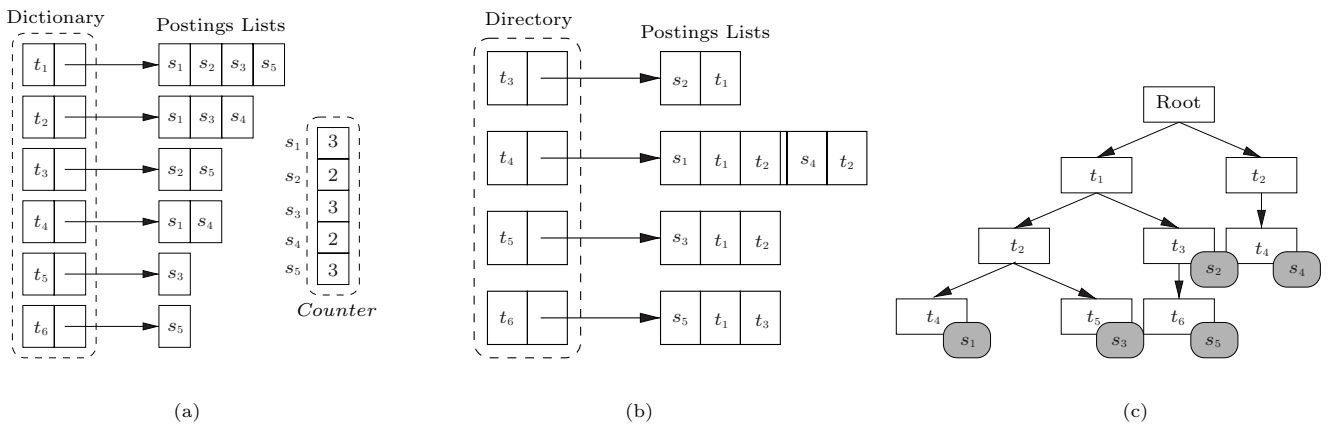 Dictionary
Postings Lists
t1
s1 s2 s3 s5
t2
s1 s3 s4
t3
s2 s5
t4
s1 s4
t5
s3
t6
s5
s1 3
s2 2
s3 3
s4 2
s5 3
Counter
(a)
Directory
Postings Lists
t3
s2 t1
t4
s1 t1 t2 s4 t2
t5
s3 t1 t2
t6
s5 t1 t3
(b)
Root
t1 t2
t2 t3 t4
s2 s4
t4 t5 t6
s1 s3 s5
(c)